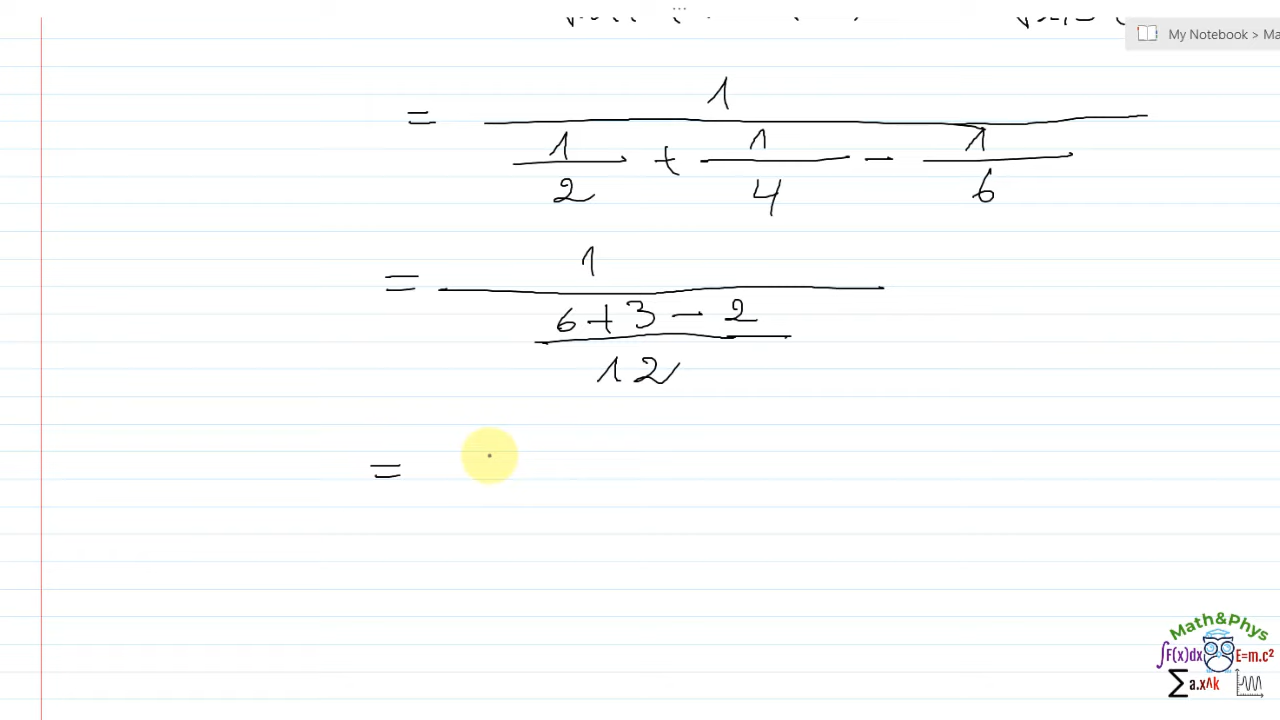 My Notebook > Ma
= 1 / (1/2 + 1/4 - 1/6)
= 1 / ((6+3-2)/12)
=
Math&Phys
∫F(x)dx E=m.c²
∑ a.x^k